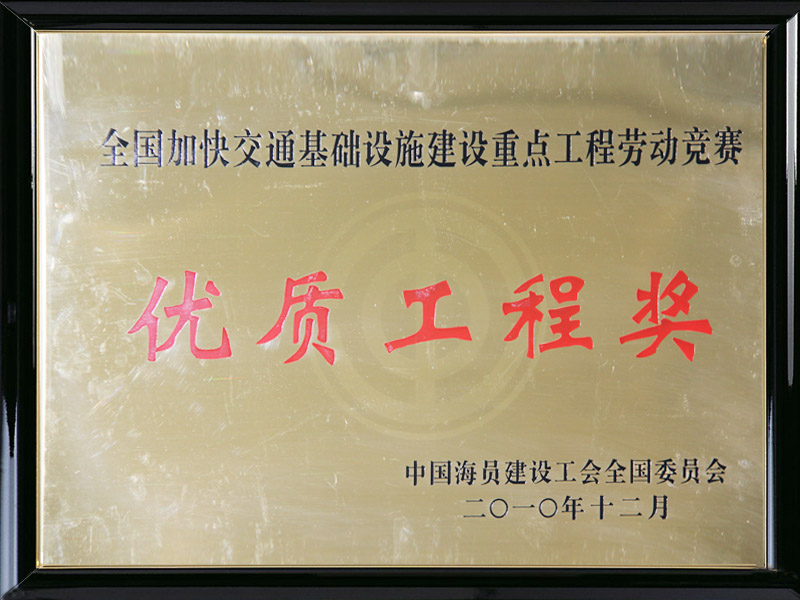 全国加快交通基础设施建设重点工程劳动竞赛
优质工程奖
中国海员建设工会全国委员会
二〇一〇年十二月